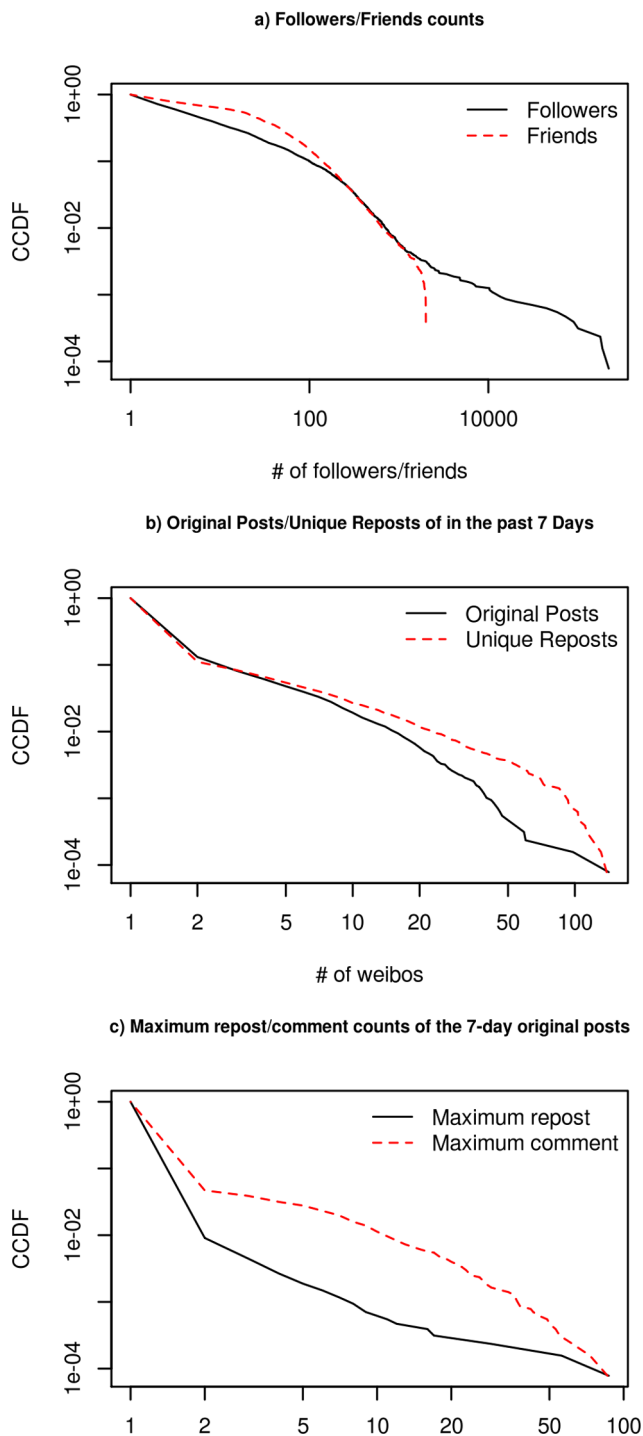 a) Followers/Friends counts
1e+00
Followers
Friends
CCDF
1e-02
1e-04
1 100 10000
# of followers/friends
b) Original Posts/Unique Reposts of in the past 7 Days
1e+00
Original Posts
Unique Reposts
CCDF
1e-02
1e-04
1 2 5 10 20 50 100
# of weibos
c) Maximum repost/comment counts of the 7-day original posts
1e+00
Maximum repost
Maximum comment
CCDF
1e-02
1e-04
1 2 5 10 20 50 100